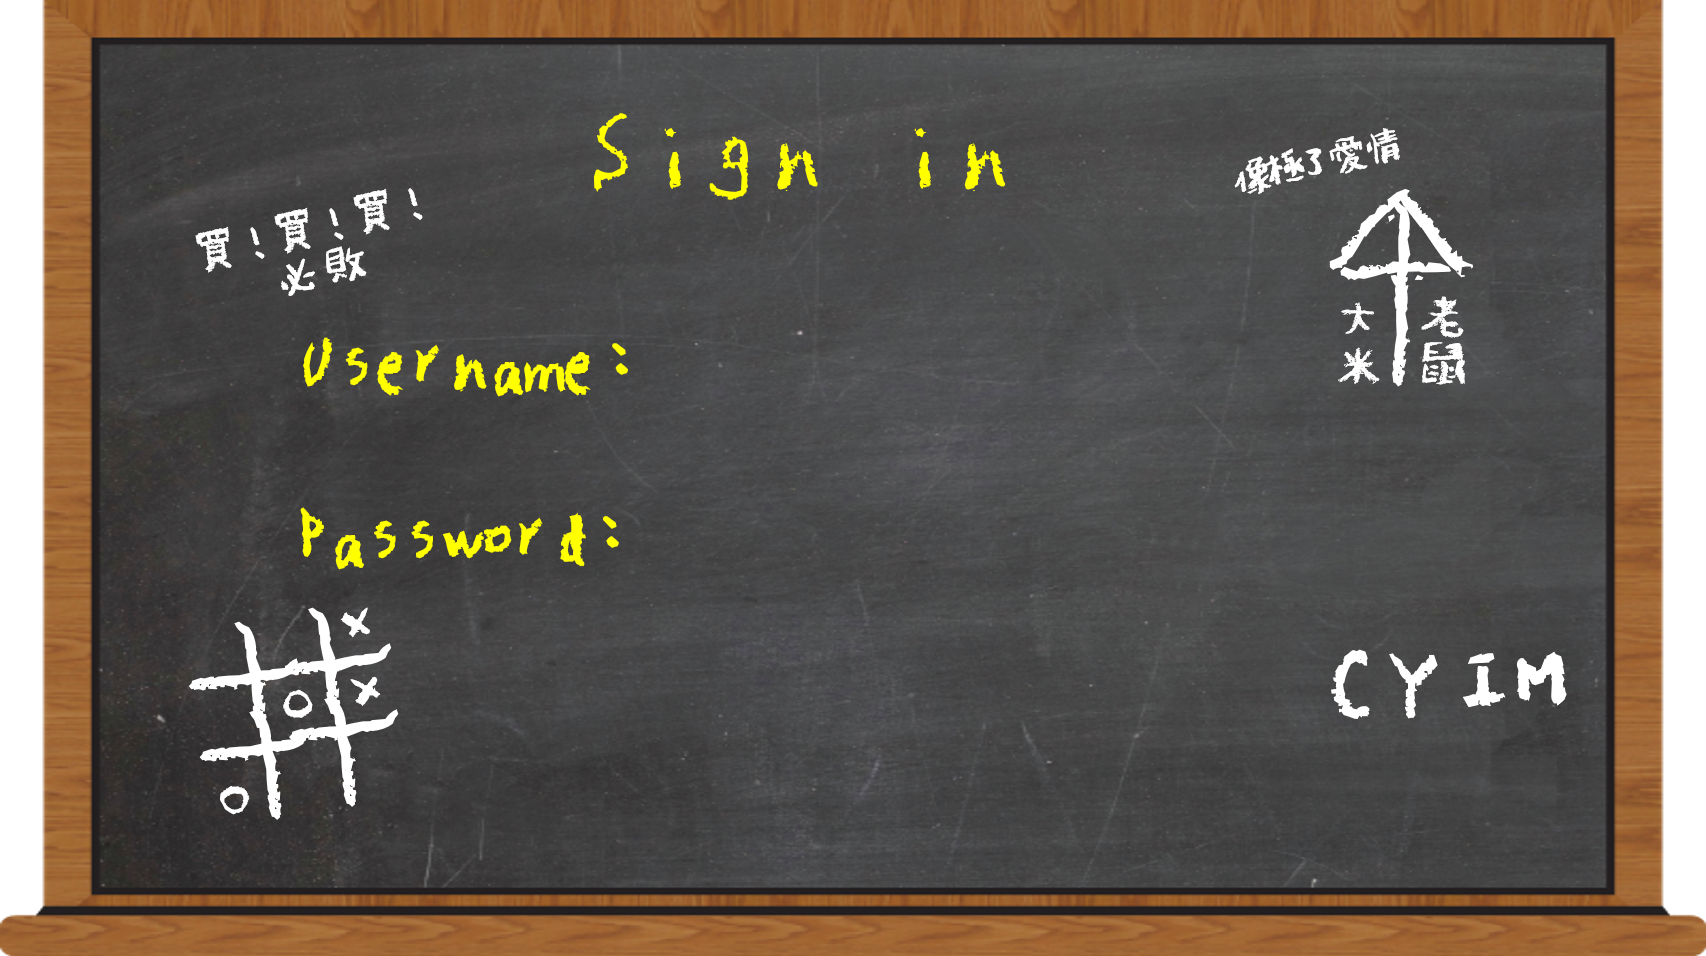 Sign in
像極了愛情
買！買！買！
必敗
大 老
米 鼠
Username:
Password:
X
O X
O
CYIM